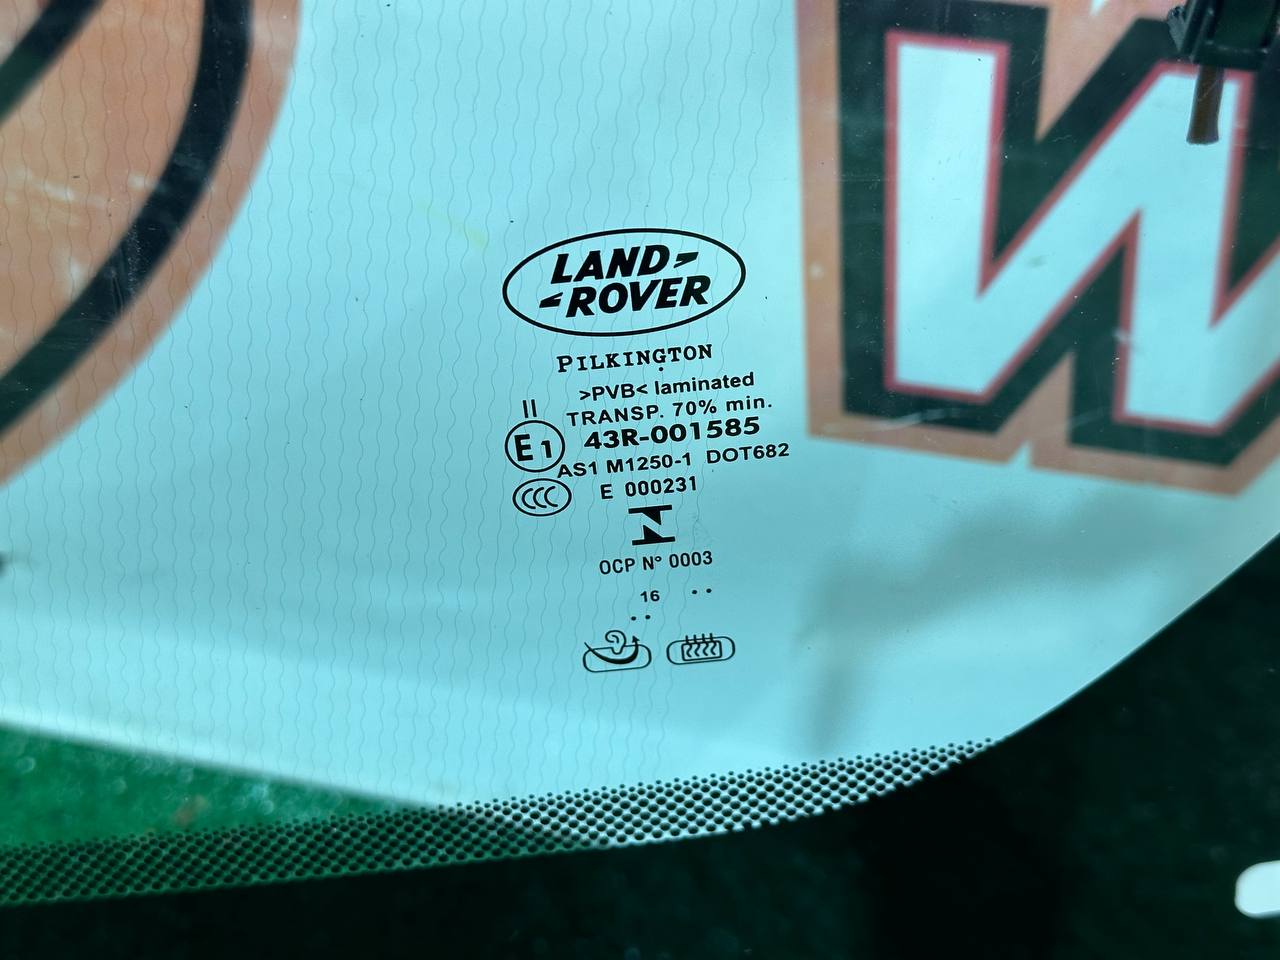 LAND-
-ROVER
PILKINGTON
>PVB< laminated
II TRANSP. 70% min.
E1 43R-001585
AS1 M1250-1 DOT682
CCC E 000231
OCP Nº 0003
16 ..
..
W